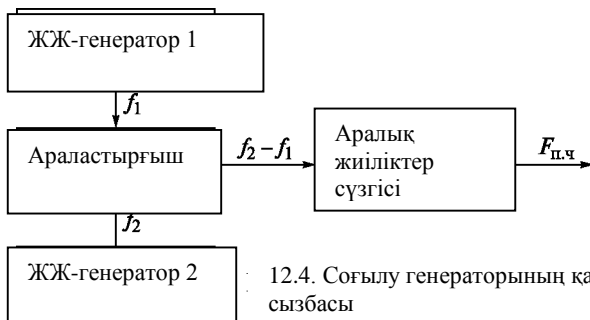 ЖЖ-генератор 1
f₁
Араластырғыш
f₂ – f₁
Аралық
жиіліктер
сүзгісі
Fп.ч
f₂
ЖЖ-генератор 2
12.4. Соғылу генераторының
сызбасы